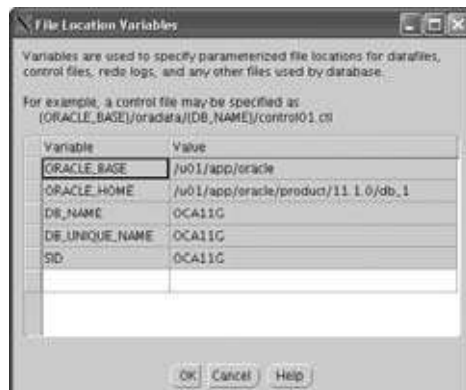 File Location Variables
Variables are used to specify parameterized file locations for datafiles,
control files, redo logs, and any other files used by database.
For example, a control file may be specified as
{ORACLE_BASE}/oradata/{DB_NAME}/control01.ctl
Variable Value
ORACLE_BASE /u01/app/oracle
ORACLE_HOME /u01/app/oracle/product/11.1.0/db_1
DB_NAME OCA11G
DB_UNIQUE_NAME OCA11G
SID OCA11G
OK Cancel Help